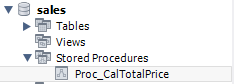 sales
Tables
Views
Stored Procedures
Proc_CalTotalPrice